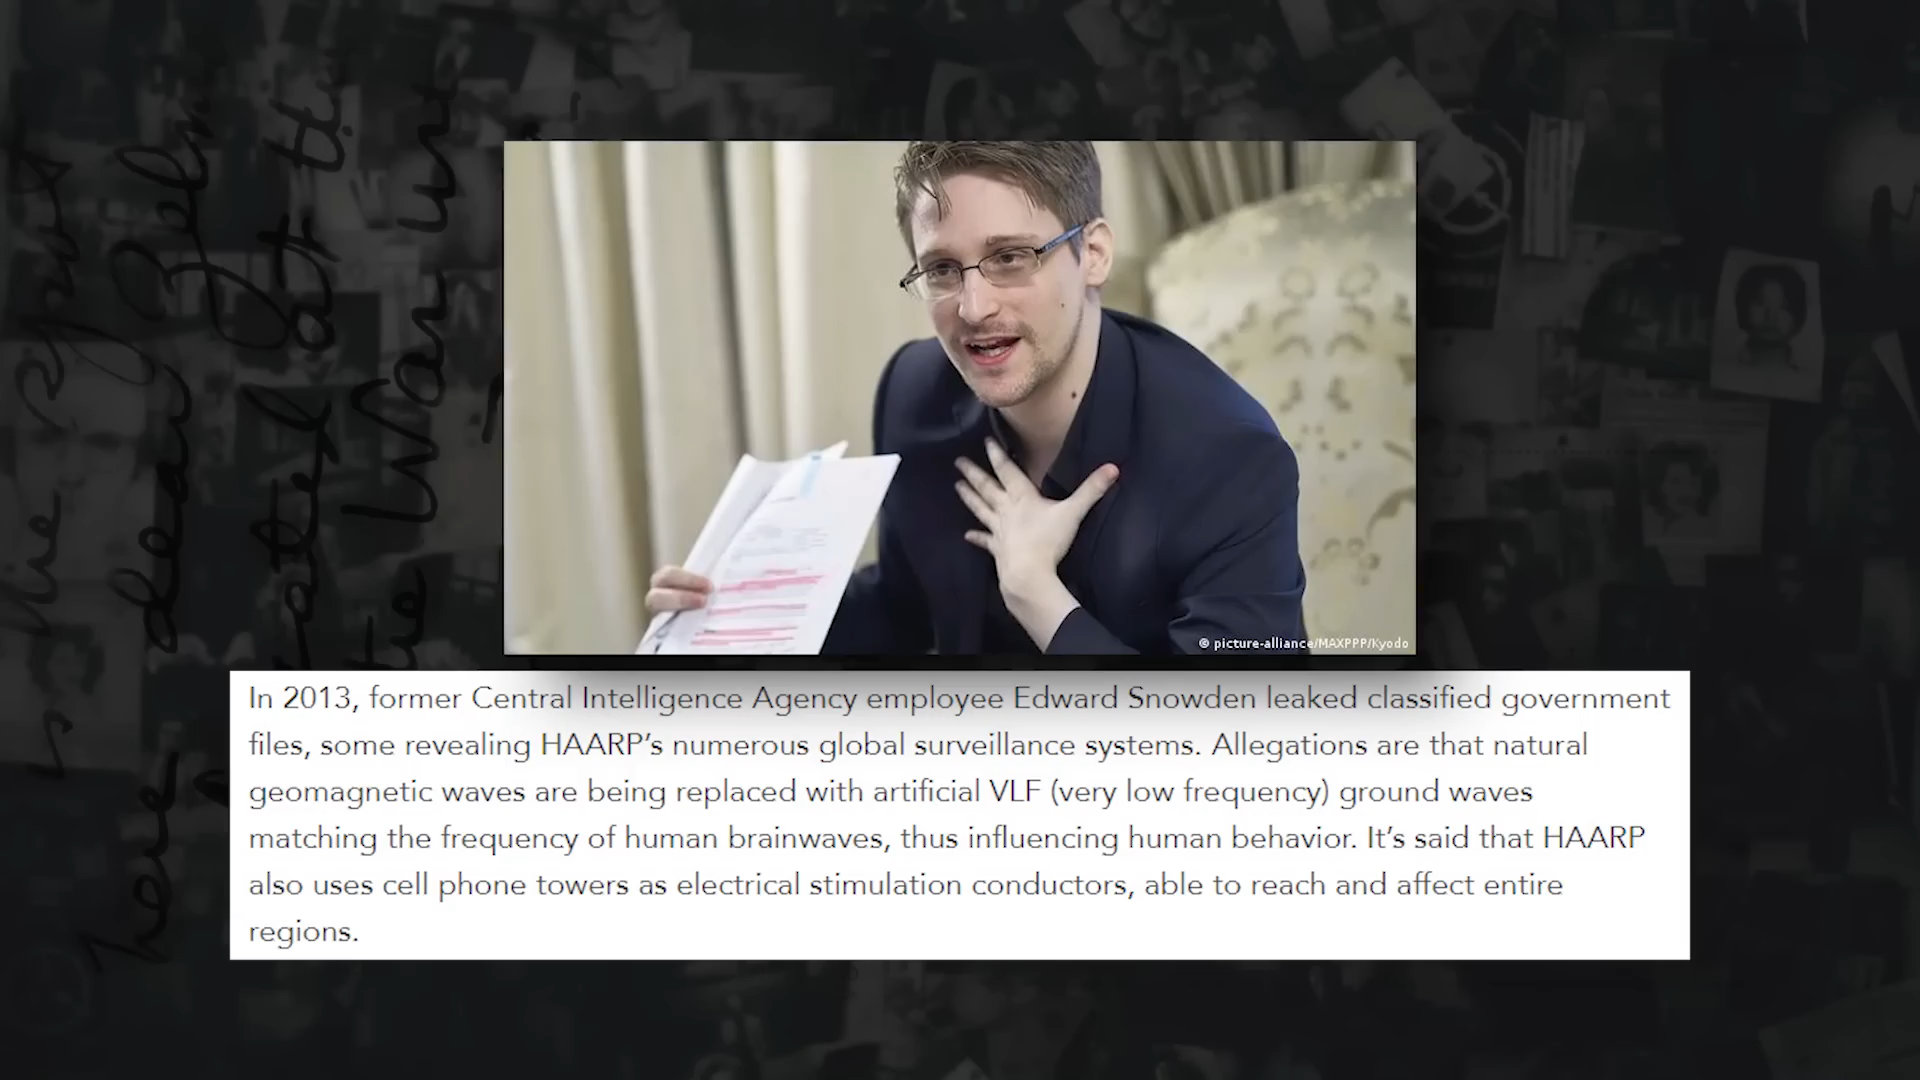 © picture-alliance/MAXPPP/Kyodo
In 2013, former Central Intelligence Agency employee Edward Snowden leaked classified government
files, some revealing HAARP’s numerous global surveillance systems. Allegations are that natural
geomagnetic waves are being replaced with artificial VLF (very low frequency) ground waves
matching the frequency of human brainwaves, thus influencing human behavior. It’s said that HAARP
also uses cell phone towers as electrical stimulation conductors, able to reach and affect entire
regions.